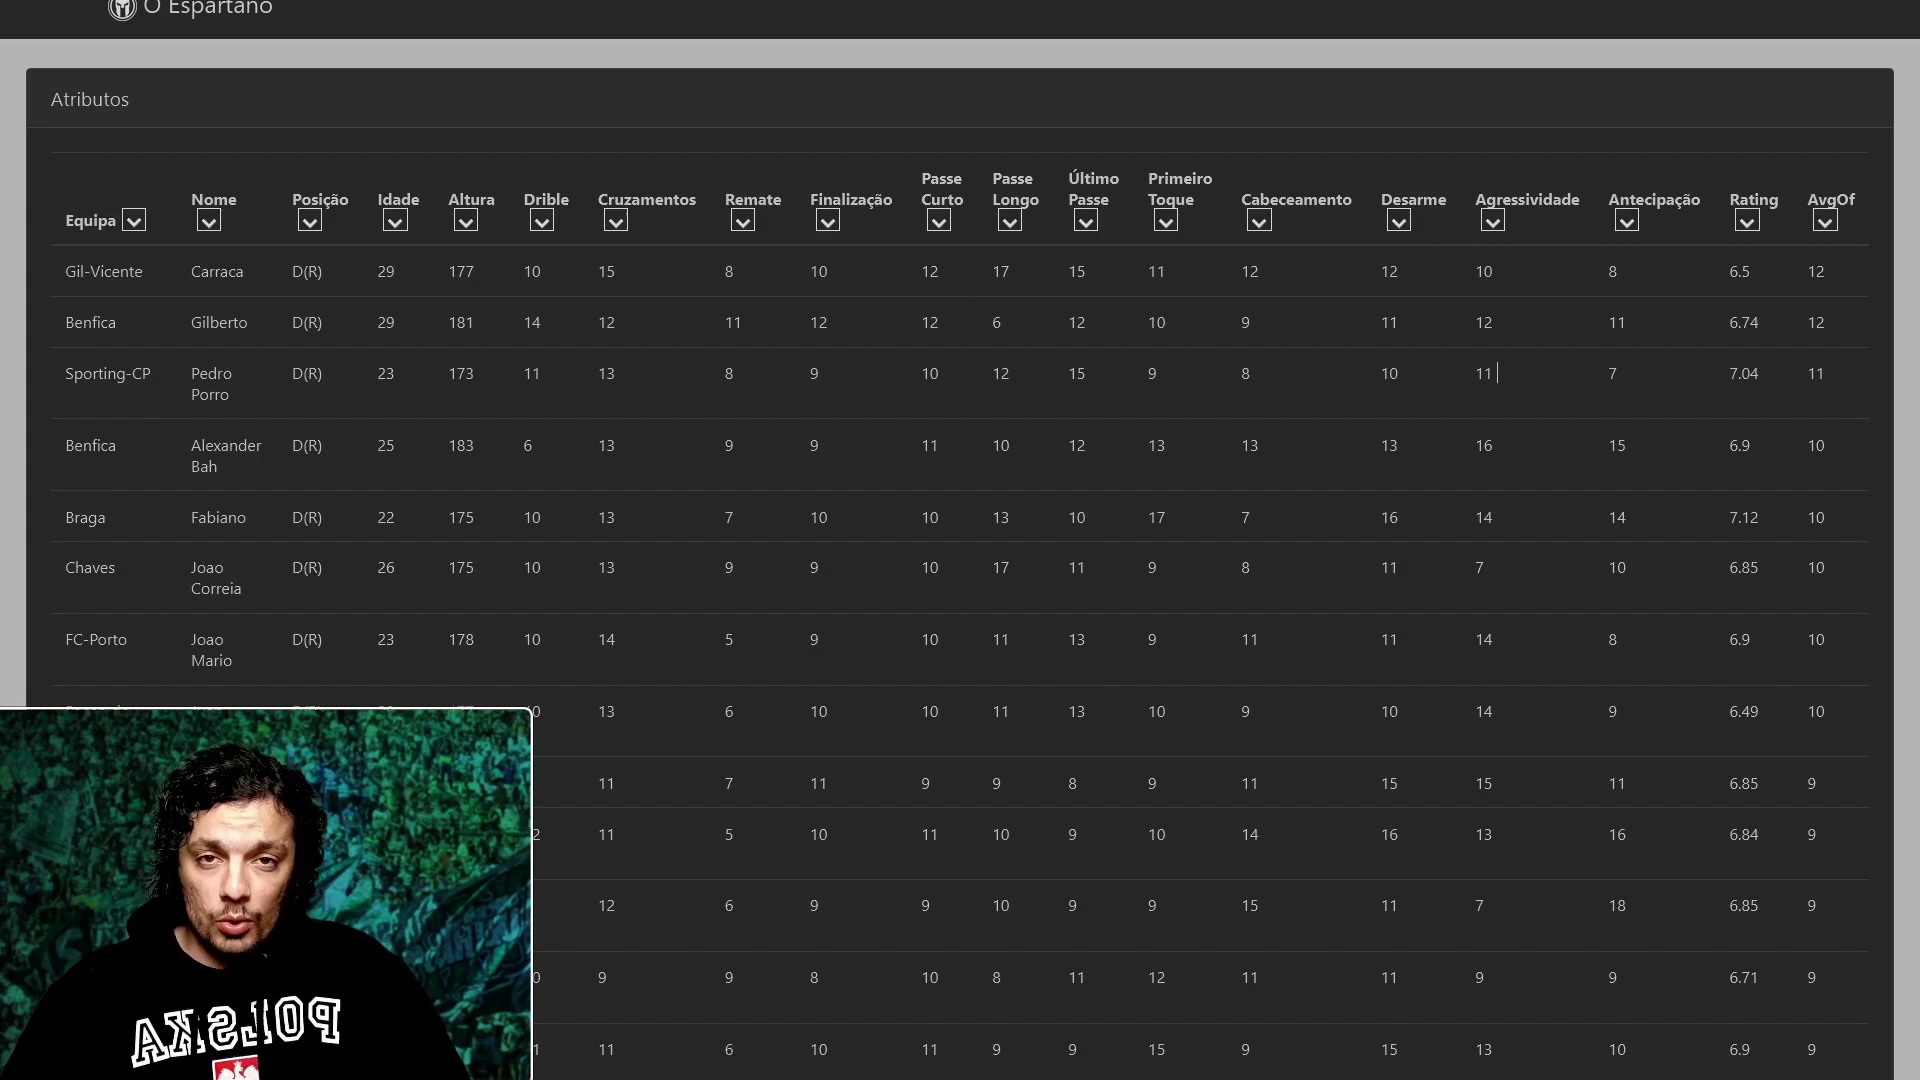 O Espartano
Atributos
Equipa Nome Posição Idade Altura Drible Cruzamentos Remate Finalização Passe Curto Passe Longo Último Passe Primeiro Toque Cabeceamento Desarme Agressividade Antecipação Rating AvgOf
Gil-Vicente Carraca D(R) 29 177 10 15 8 10 12 17 15 11 12 12 10 8 6.5 12
Benfica Gilberto D(R) 29 181 14 12 11 12 12 6 12 10 9 11 12 11 6.74 12
Sporting-CP Pedro Porro D(R) 23 173 11 13 8 9 10 12 15 9 8 10 11 7 7.04 11
Benfica Alexander Bah D(R) 25 183 6 13 9 9 11 10 12 13 13 13 16 15 6.9 10
Braga Fabiano D(R) 22 175 10 13 7 10 10 13 10 17 7 16 14 14 7.12 10
Chaves Joao Correia D(R) 26 175 10 13 9 9 10 17 11 9 8 11 7 10 6.85 10
FC-Porto Joao Mario D(R) 23 178 10 14 5 9 10 11 13 9 11 11 14 8 6.9 10
13 6 10 10 11 13 10 9 10 14 9 6.49 10
11 7 11 9 9 8 9 11 15 15 11 6.85 9
11 5 10 11 10 9 10 14 16 13 16 6.84 9
12 6 9 9 10 9 9 15 11 7 18 6.85 9
9 9 8 10 8 11 12 11 11 9 9 6.71 9
11 6 10 11 9 9 15 9 15 13 10 6.9 9
POLSKA